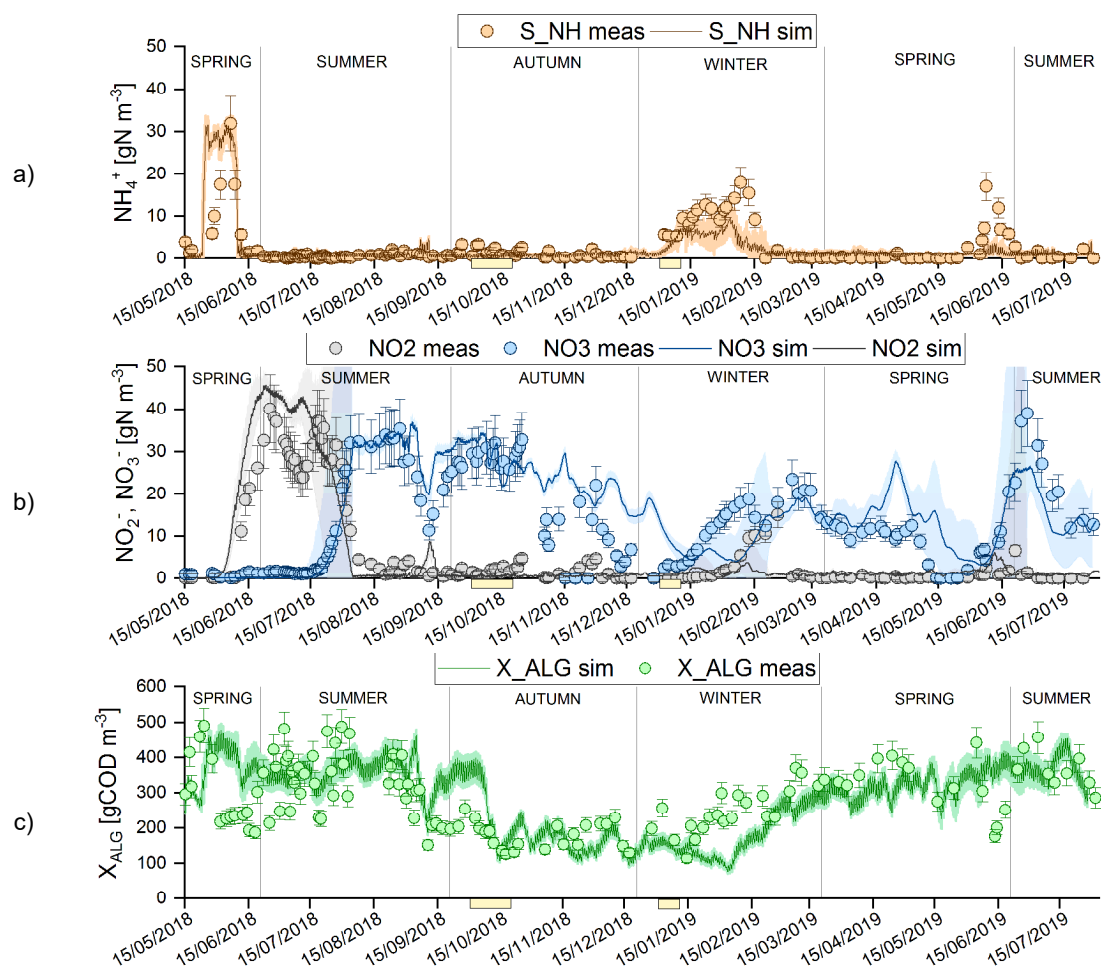 S_NH meas S_NH sim
a)
NH4+ [gN m-3]
50
40
30
20
10
0
SPRING SUMMER AUTUMN WINTER SPRING SUMMER
15/05/2018 15/06/2018 15/07/2018 15/08/2018 15/09/2018 15/10/2018 15/11/2018 15/12/2018 15/01/2019 15/02/2019 15/03/2019 15/04/2019 15/05/2019 15/06/2019 15/07/2019
NO2 meas NO3 meas NO3 sim NO2 sim
b)
NO2-, NO3- [gN m-3]
50
40
30
20
10
0
SPRING SUMMER AUTUMN WINTER SPRING SUMMER
15/05/2018 15/06/2018 15/07/2018 15/08/2018 15/09/2018 15/10/2018 15/11/2018 15/12/2018 15/01/2019 15/02/2019 15/03/2019 15/04/2019 15/05/2019 15/06/2019 15/07/2019
X_ALG sim X_ALG meas
c)
XALG [gCOD m-3]
600
500
400
300
200
100
0
SPRING SUMMER AUTUMN WINTER SPRING SUMMER
15/05/2018 15/06/2018 15/07/2018 15/08/2018 15/09/2018 15/10/2018 15/11/2018 15/12/2018 15/01/2019 15/02/2019 15/03/2019 15/04/2019 15/05/2019 15/06/2019 15/07/2019